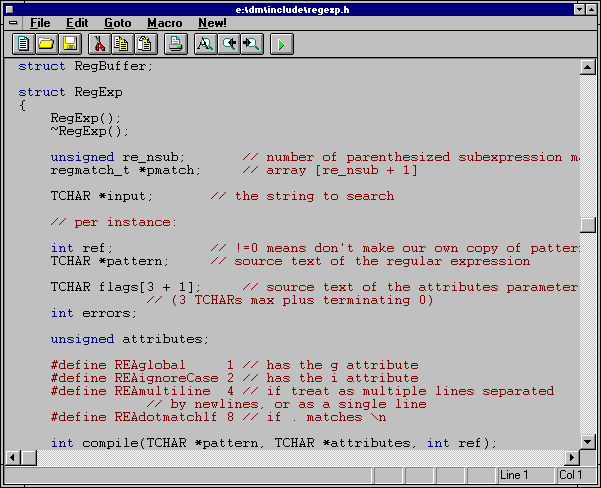 e:\dm\include\regexp.h
File Edit Goto Macro New!
struct RegBuffer;
struct RegExp
{
RegExp();
~RegExp();
unsigned re_nsub; // number of parenthesized subexpression ma
regmatch_t *pmatch; // array [re_nsub + 1]
TCHAR *input; // the string to search
// per instance:
int ref; // !=0 means don't make our own copy of patter
TCHAR *pattern; // source text of the regular expression
TCHAR flags[3 + 1]; // source text of the attributes parameter
// (3 TCHARs max plus terminating 0)
int errors;
unsigned attributes;
#define REAglobal 1 // has the g attribute
#define REAignoreCase 2 // has the i attribute
#define REAmultiline 4 // if treat as multiple lines separated
// by newlines, or as a single line
#define REAdotmatchlf 8 // if . matches \n
int compile(TCHAR *pattern, TCHAR *attributes, int ref);
Line 1 Col 1